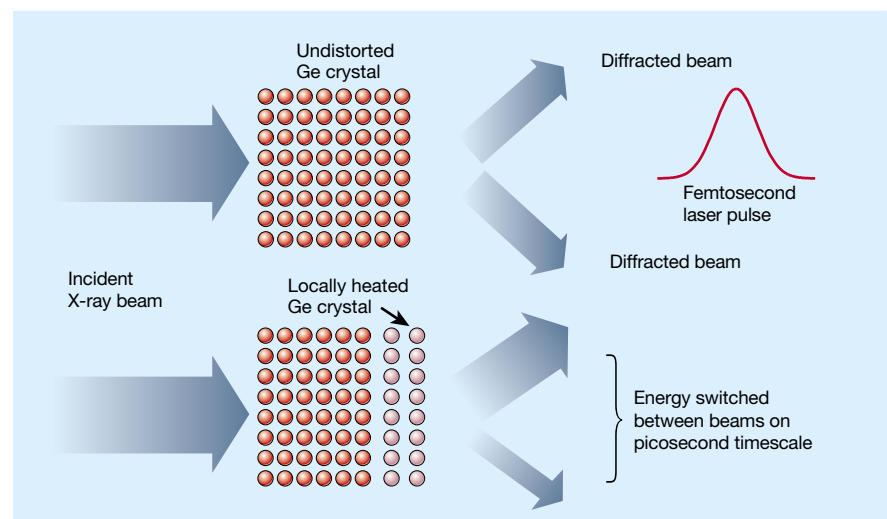 Undistorted
Ge crystal
Diffracted beam
Femtosecond
laser pulse
Diffracted beam
Incident
X-ray beam
Locally heated
Ge crystal
Energy switched
between beams on
picosecond timescale